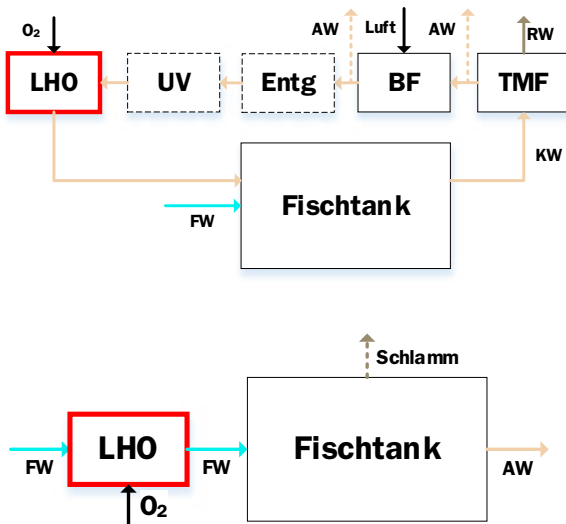 O₂
AW
Luft
AW
RW
LHO
UV
Entg
BF
TMF
KW
Fischtank
FW
Schlamm
LHO
Fischtank
FW
FW
AW
O₂